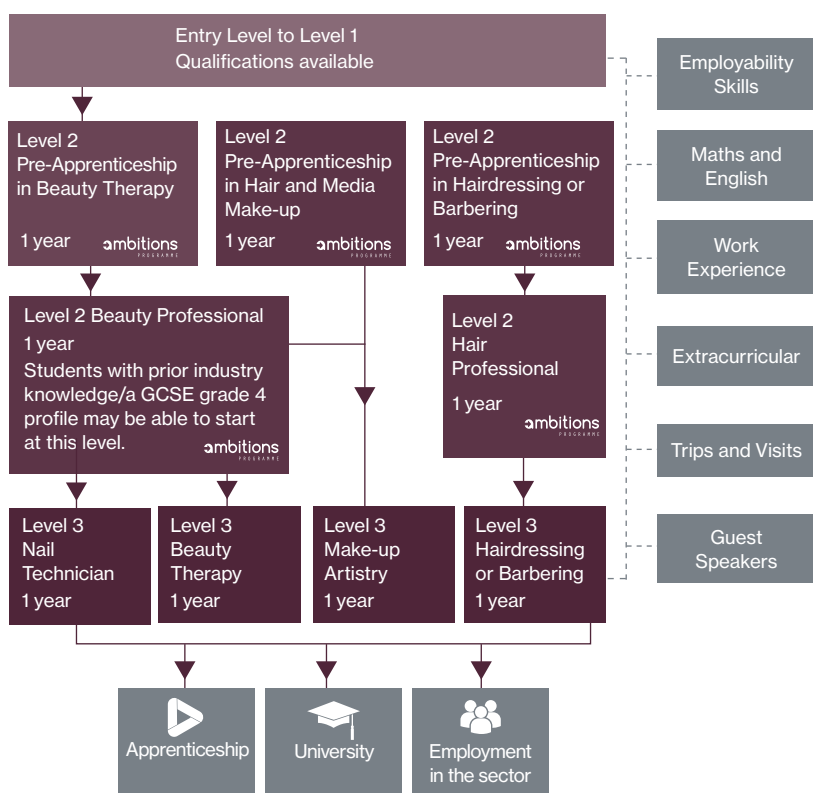 Entry Level to Level 1
Qualifications available
Employability
Skills
Level 2
Pre-Apprenticeship
in Beauty Therapy
1 year
ambitions
PROGRAMME
Level 2
Pre-Apprenticeship
in Hair and Media
Make-up
1 year
ambitions
PROGRAMME
Level 2
Pre-Apprenticeship
in Hairdressing or
Barbering
1 year
ambitions
PROGRAMME
Maths and
English
Work
Experience
Level 2 Beauty Professional
1 year
Students with prior industry
knowledge/a GCSE grade 4
profile may be able to start
at this level.
ambitions
PROGRAMME
Level 2
Hair
Professional
1 year
ambitions
PROGRAMME
Extracurricular
Trips and Visits
Level 3
Nail
Technician
1 year
Level 3
Beauty
Therapy
1 year
Level 3
Make-up
Artistry
1 year
Level 3
Hairdressing
or Barbering
1 year
Guest
Speakers
Apprenticeship
University
Employment
in the sector